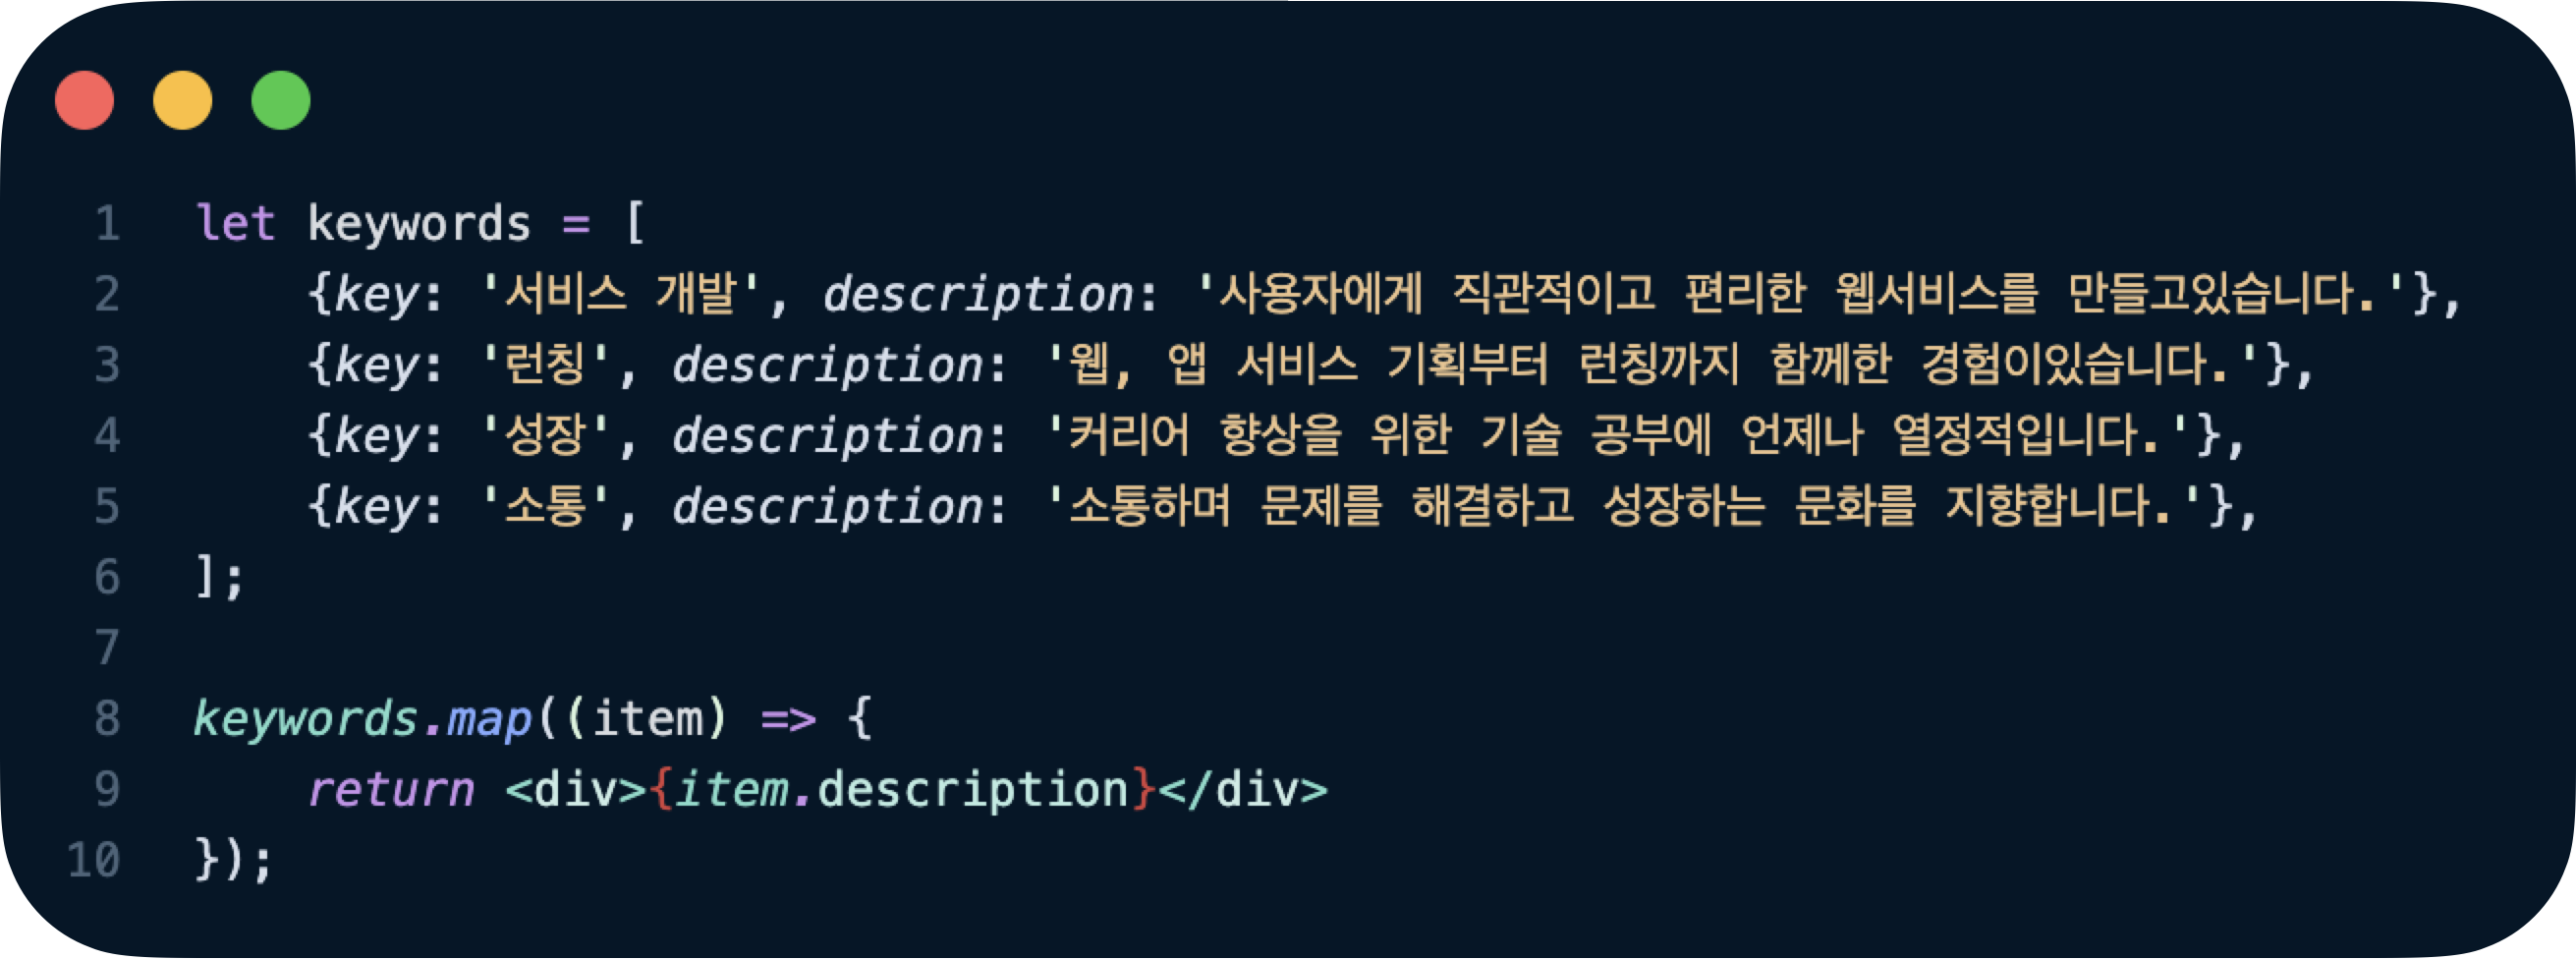 1 let keywords = [
2 {key: '서비스 개발', description: '사용자에게 직관적이고 편리한 웹서비스를 만들고있습니다.'},
3 {key: '런칭', description: '웹, 앱 서비스 기획부터 런칭까지 함께한 경험이있습니다.'},
4 {key: '성장', description: '커리어 향상을 위한 기술 공부에 언제나 열정적입니다.'},
5 {key: '소통', description: '소통하며 문제를 해결하고 성장하는 문화를 지향합니다.'},
6 ];
7
8 keywords.map((item) => {
9 return <div>{item.description}</div>
10 });